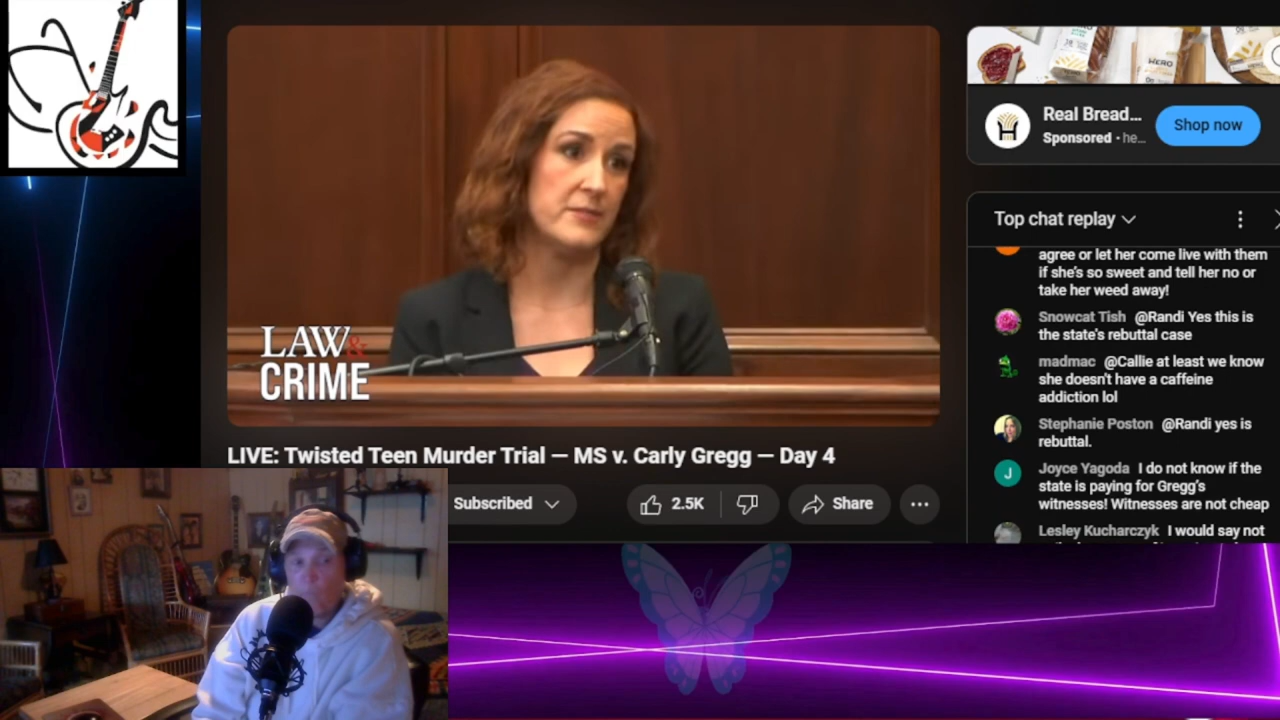 Real Bread...
Sponsored • he...
Shop now
Top chat replay
agree or let her come live with them
if she's so sweet and tell her no or
take her weed away!
Snowcat Tish @Randi Yes this is
the state's rebuttal case
madmac @Callie at least we know
she doesn't have a caffeine
addiction lol
Stephanie Poston @Randi yes is
rebuttal.
J
Joyce Yagoda I do not know if the
state is paying for Gregg's
witnesses! Witnesses are not cheap
Lesley Kucharczyk I would say not
LAW&
CRIME
LIVE: Twisted Teen Murder Trial — MS v. Carly Gregg — Day 4
Subscribed
2.5K
Share